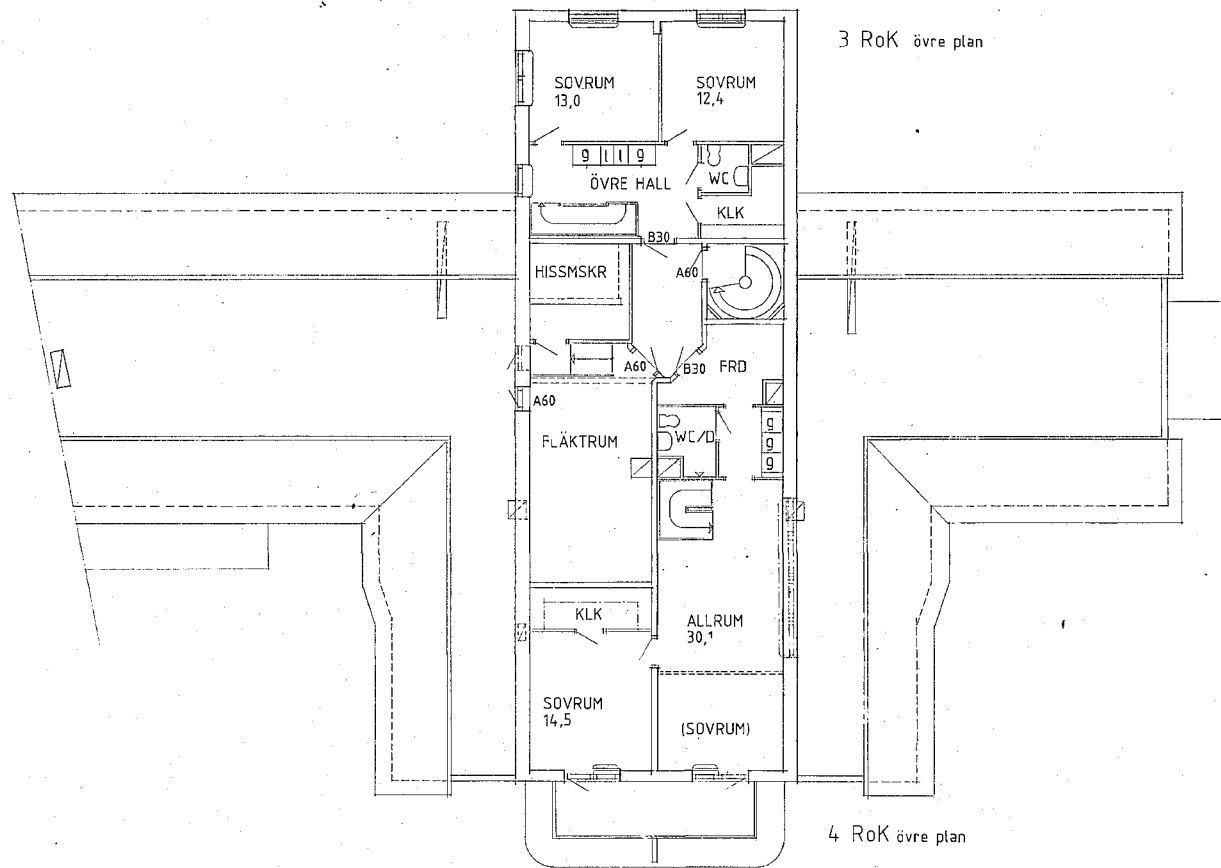 3 RoK övre plan
SOVRUM
13,0
SOVRUM
12,4
g l l g
ÖVRE HALL
WC
KLK
B30
HISSMSKR
A60
A60
B30
FRD
A60
FLÄKTRUM
WC/D
g
g
g
KLK
ALLRUM
30,1
SOVRUM
14,5
(SOVRUM)
4 RoK övre plan